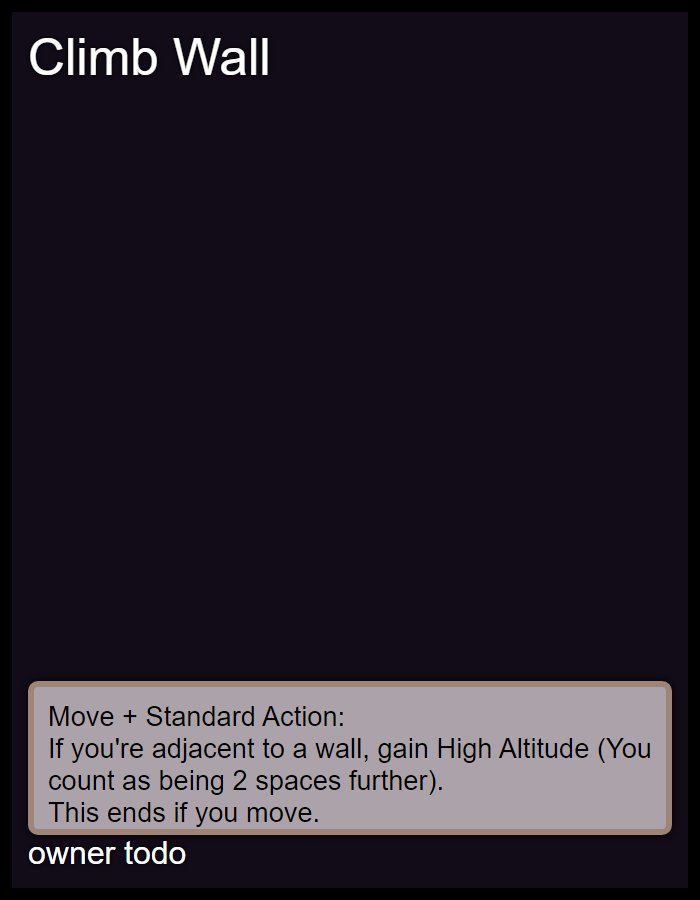 Climb Wall
Move + Standard Action:
If you're adjacent to a wall, gain High Altitude (You
count as being 2 spaces further).
This ends if you move.
owner todo